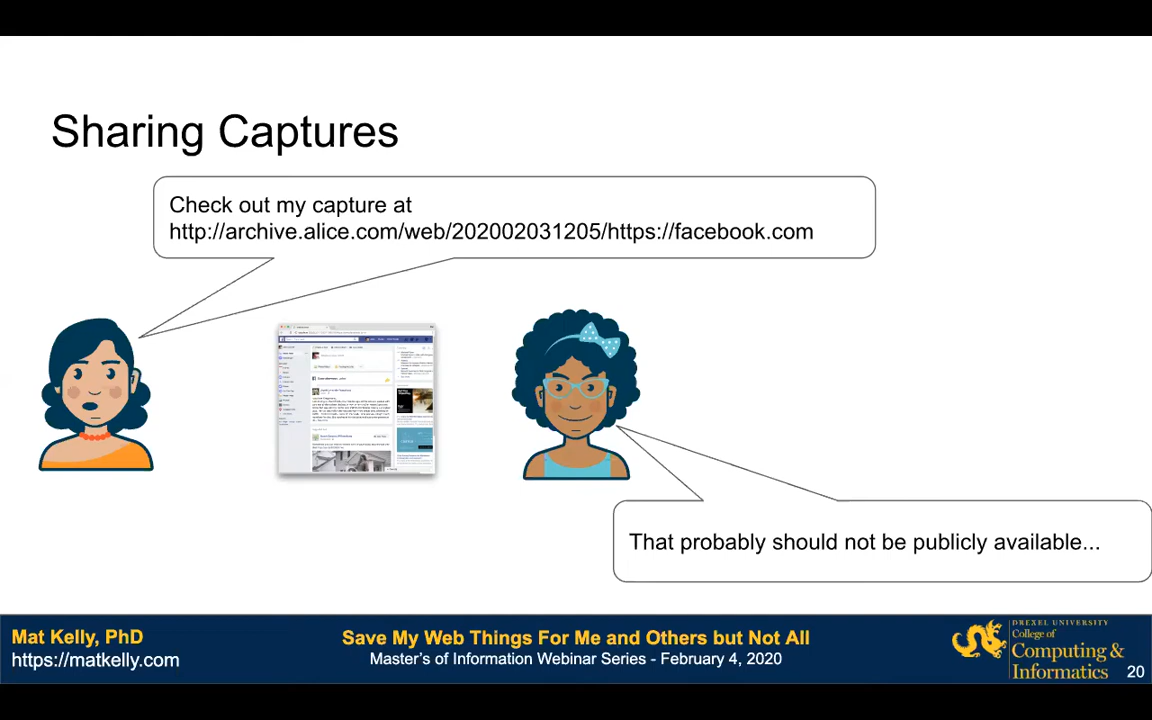 Sharing Captures
Check out my capture at
http://archive.alice.com/web/202002031205/https://facebook.com
That probably should not be publicly available...
Mat Kelly, PhD
https://matkelly.com
Save My Web Things For Me and Others but Not All
Master's of Information Webinar Series - February 4, 2020
DREXEL UNIVERSITY
College of
Computing &
Informatics
20